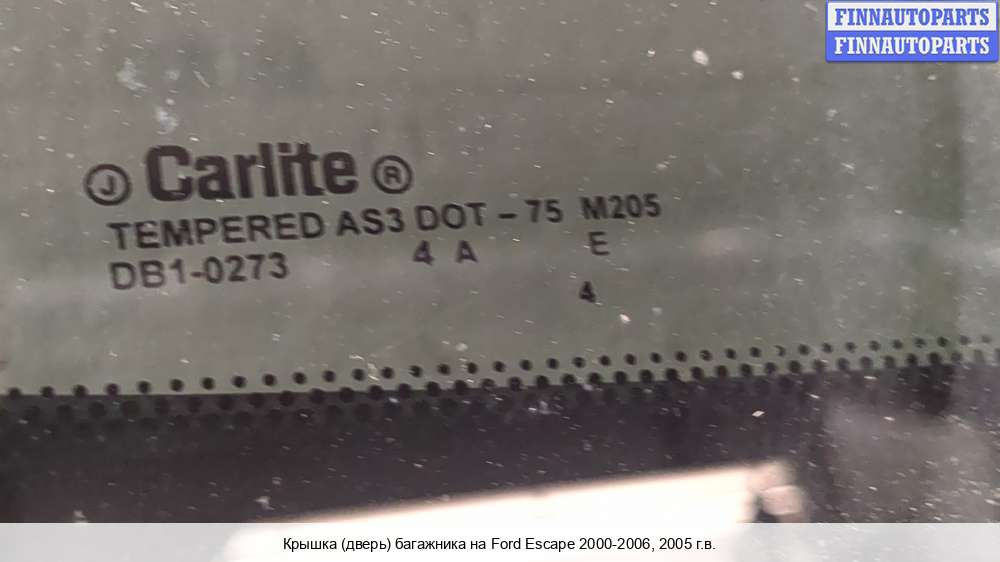 FINNAUTOPARTS
FINNAUTOPARTS
J Carlite ®
TEMPERED AS3 DOT – 75 M205
DB1-0273 4 A E
4
Крышка (дверь) багажника на Ford Escape 2000-2006, 2005 г.в.